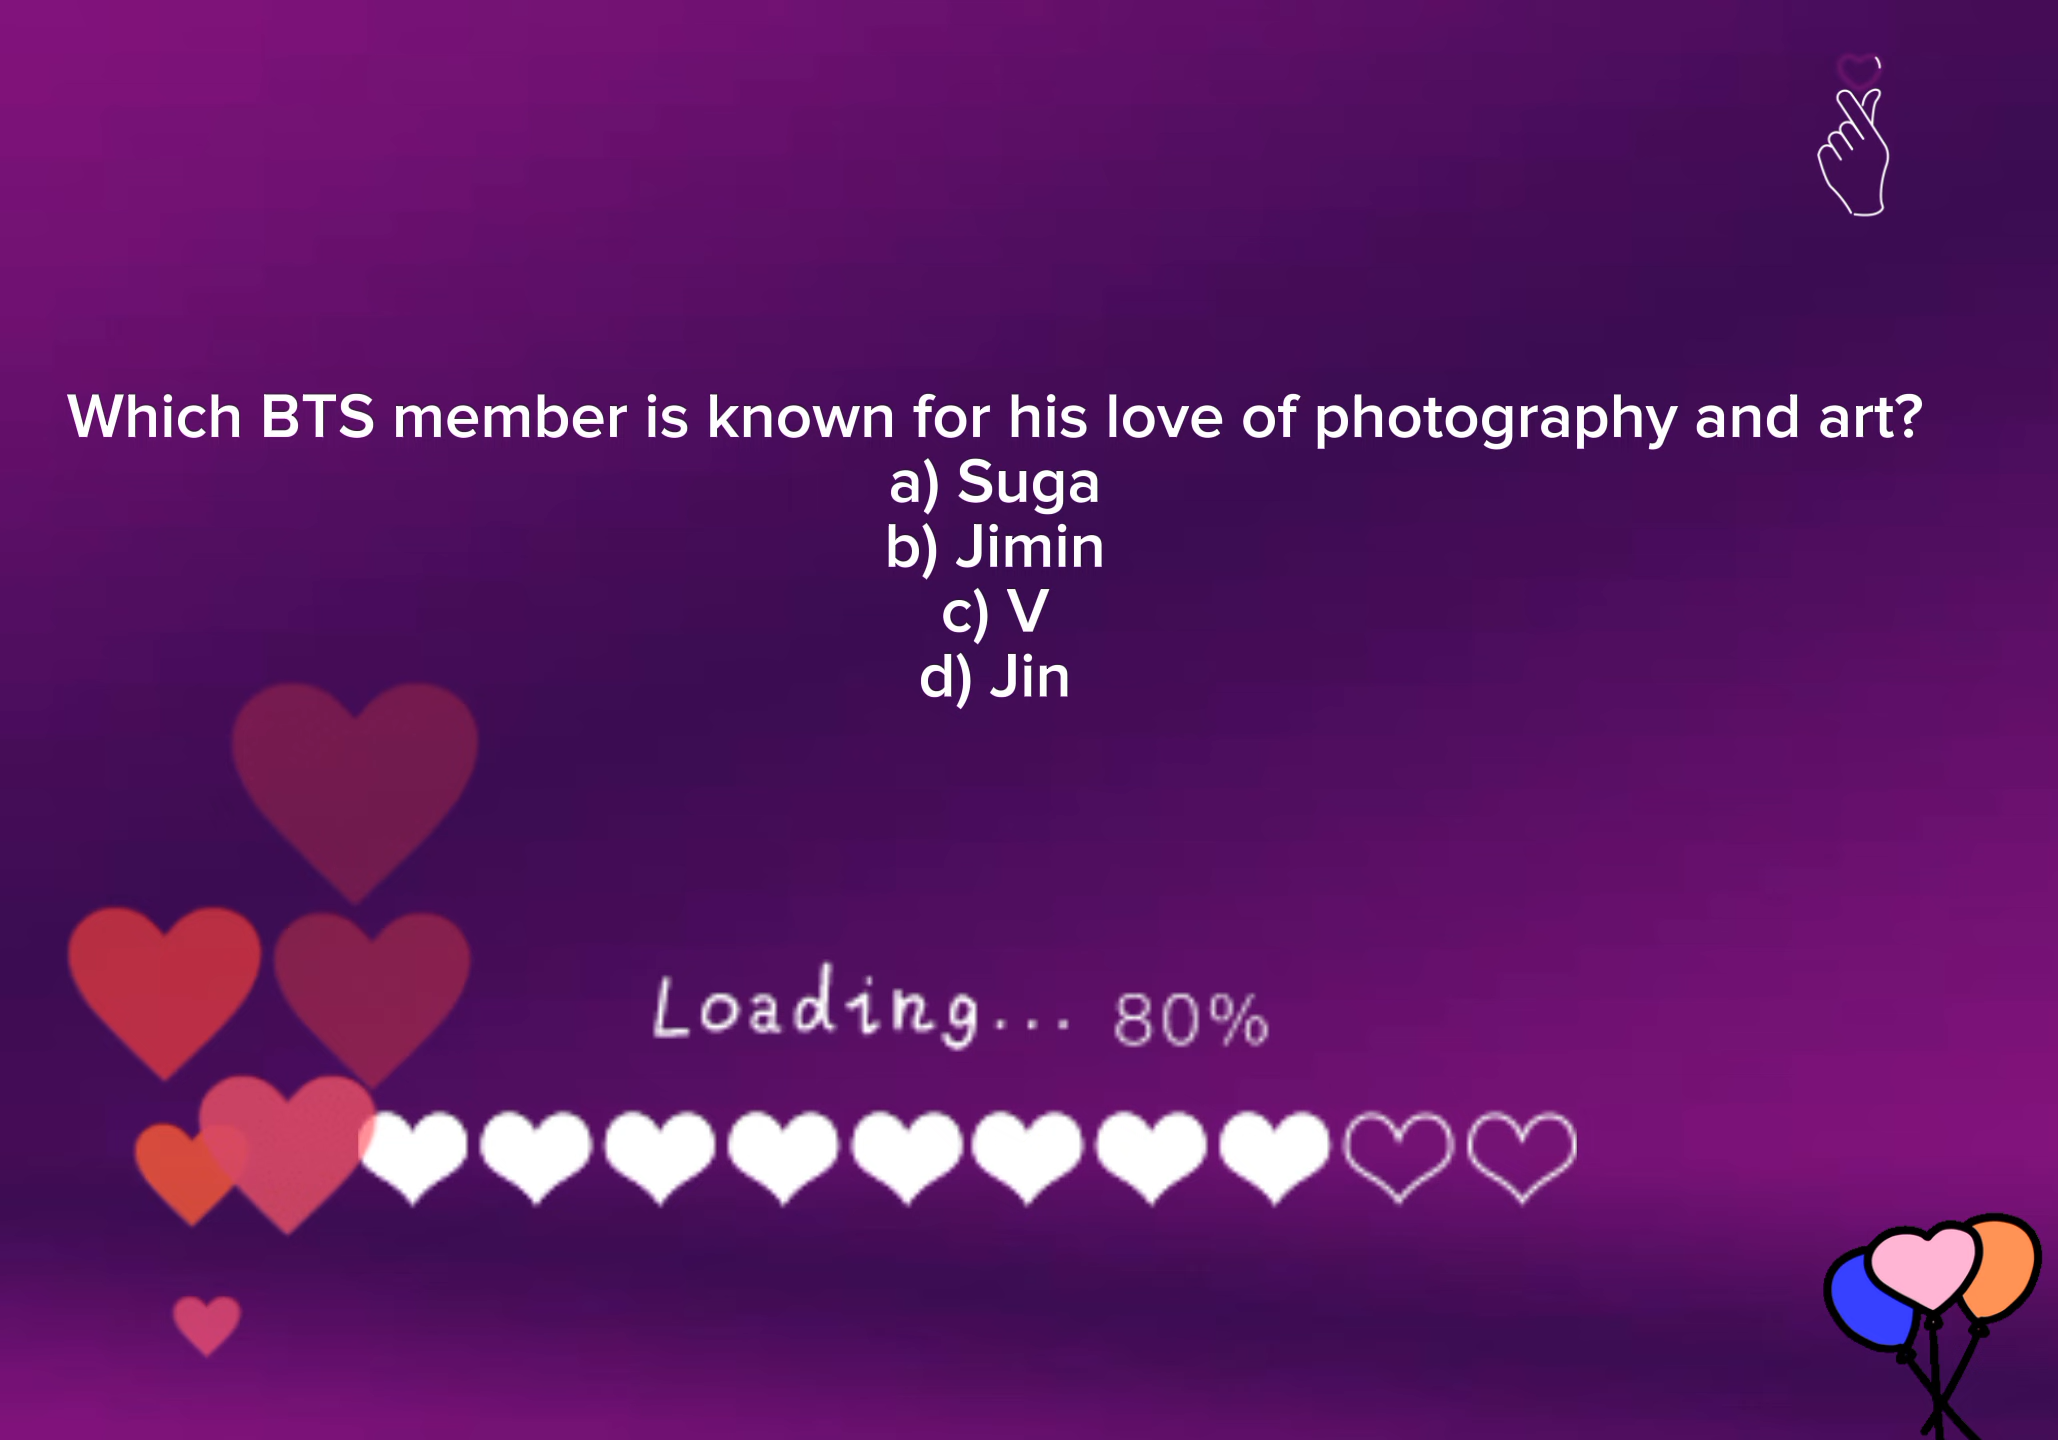 Which BTS member is known for his love of photography and art?
a) Suga
b) Jimin
c) V
d) Jin
Loading... 80%